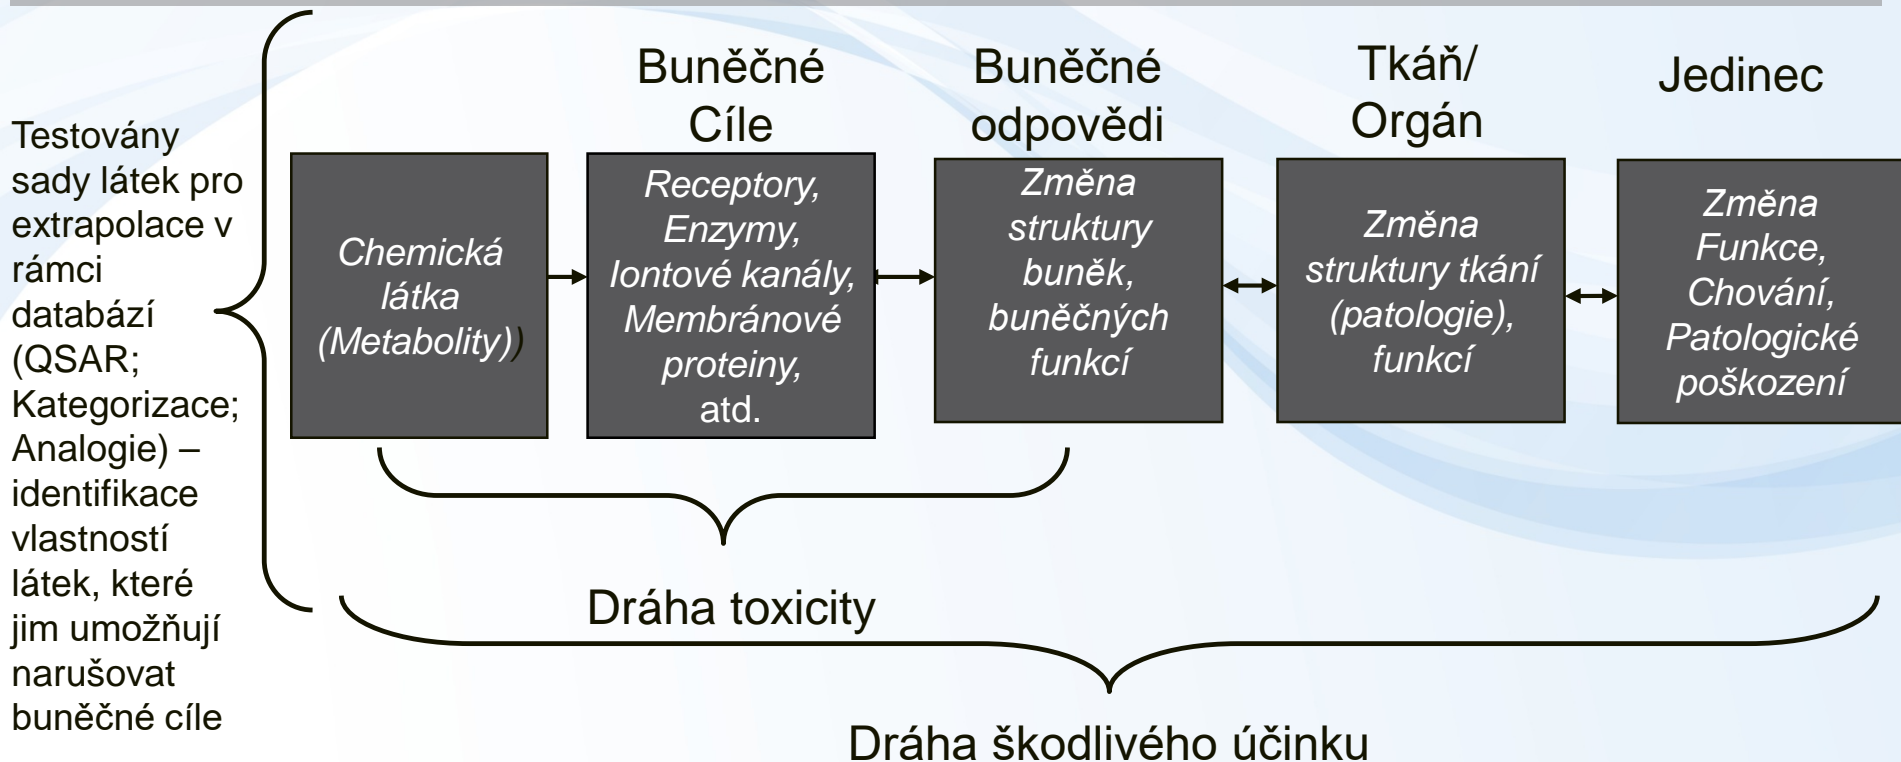 Testovány
sady látek pro
extrapolace v
rámci
databází
(QSAR;
Kategorizace;
Analogie) –
identifikace
vlastností
látek, které
jim umožňují
narušovat
buněčné cíle
Chemická
látka
(Metabolity))
Buněčné
Cíle
Receptory,
Enzymy,
Iontové kanály,
Membránové
proteiny,
atd.
Buněčné
odpovědi
Změna
struktury
buněk,
buněčných
funkcí
Tkáň/
Orgán
Změna
struktury tkání
(patologie),
funkcí
Jedinec
Změna
Funkce,
Chování,
Patologické
poškození
Dráha toxicity
Dráha škodlivého účinku